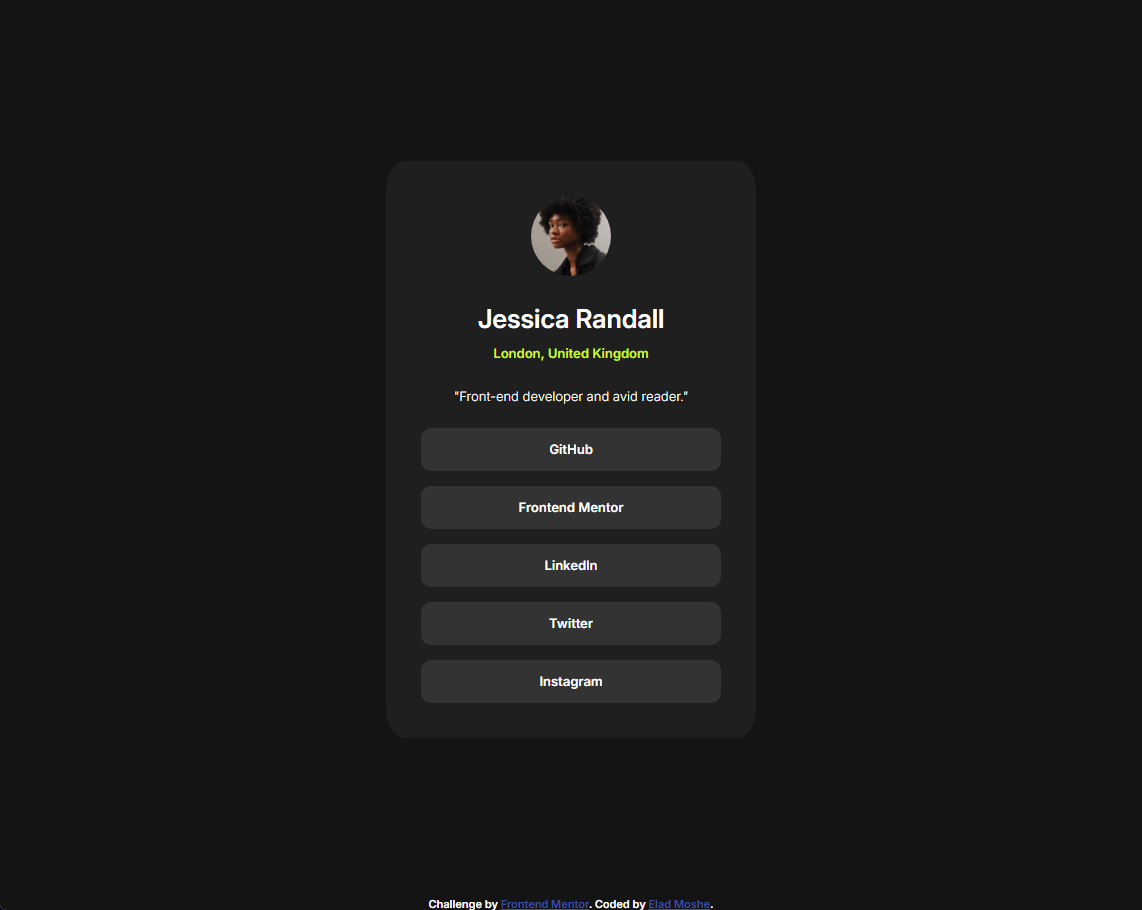 Jessica Randall
London, United Kingdom
"Front-end developer and avid reader."
GitHub
Frontend Mentor
LinkedIn
Twitter
Instagram
Challenge by Frontend Mentor. Coded by Elad Moshe.